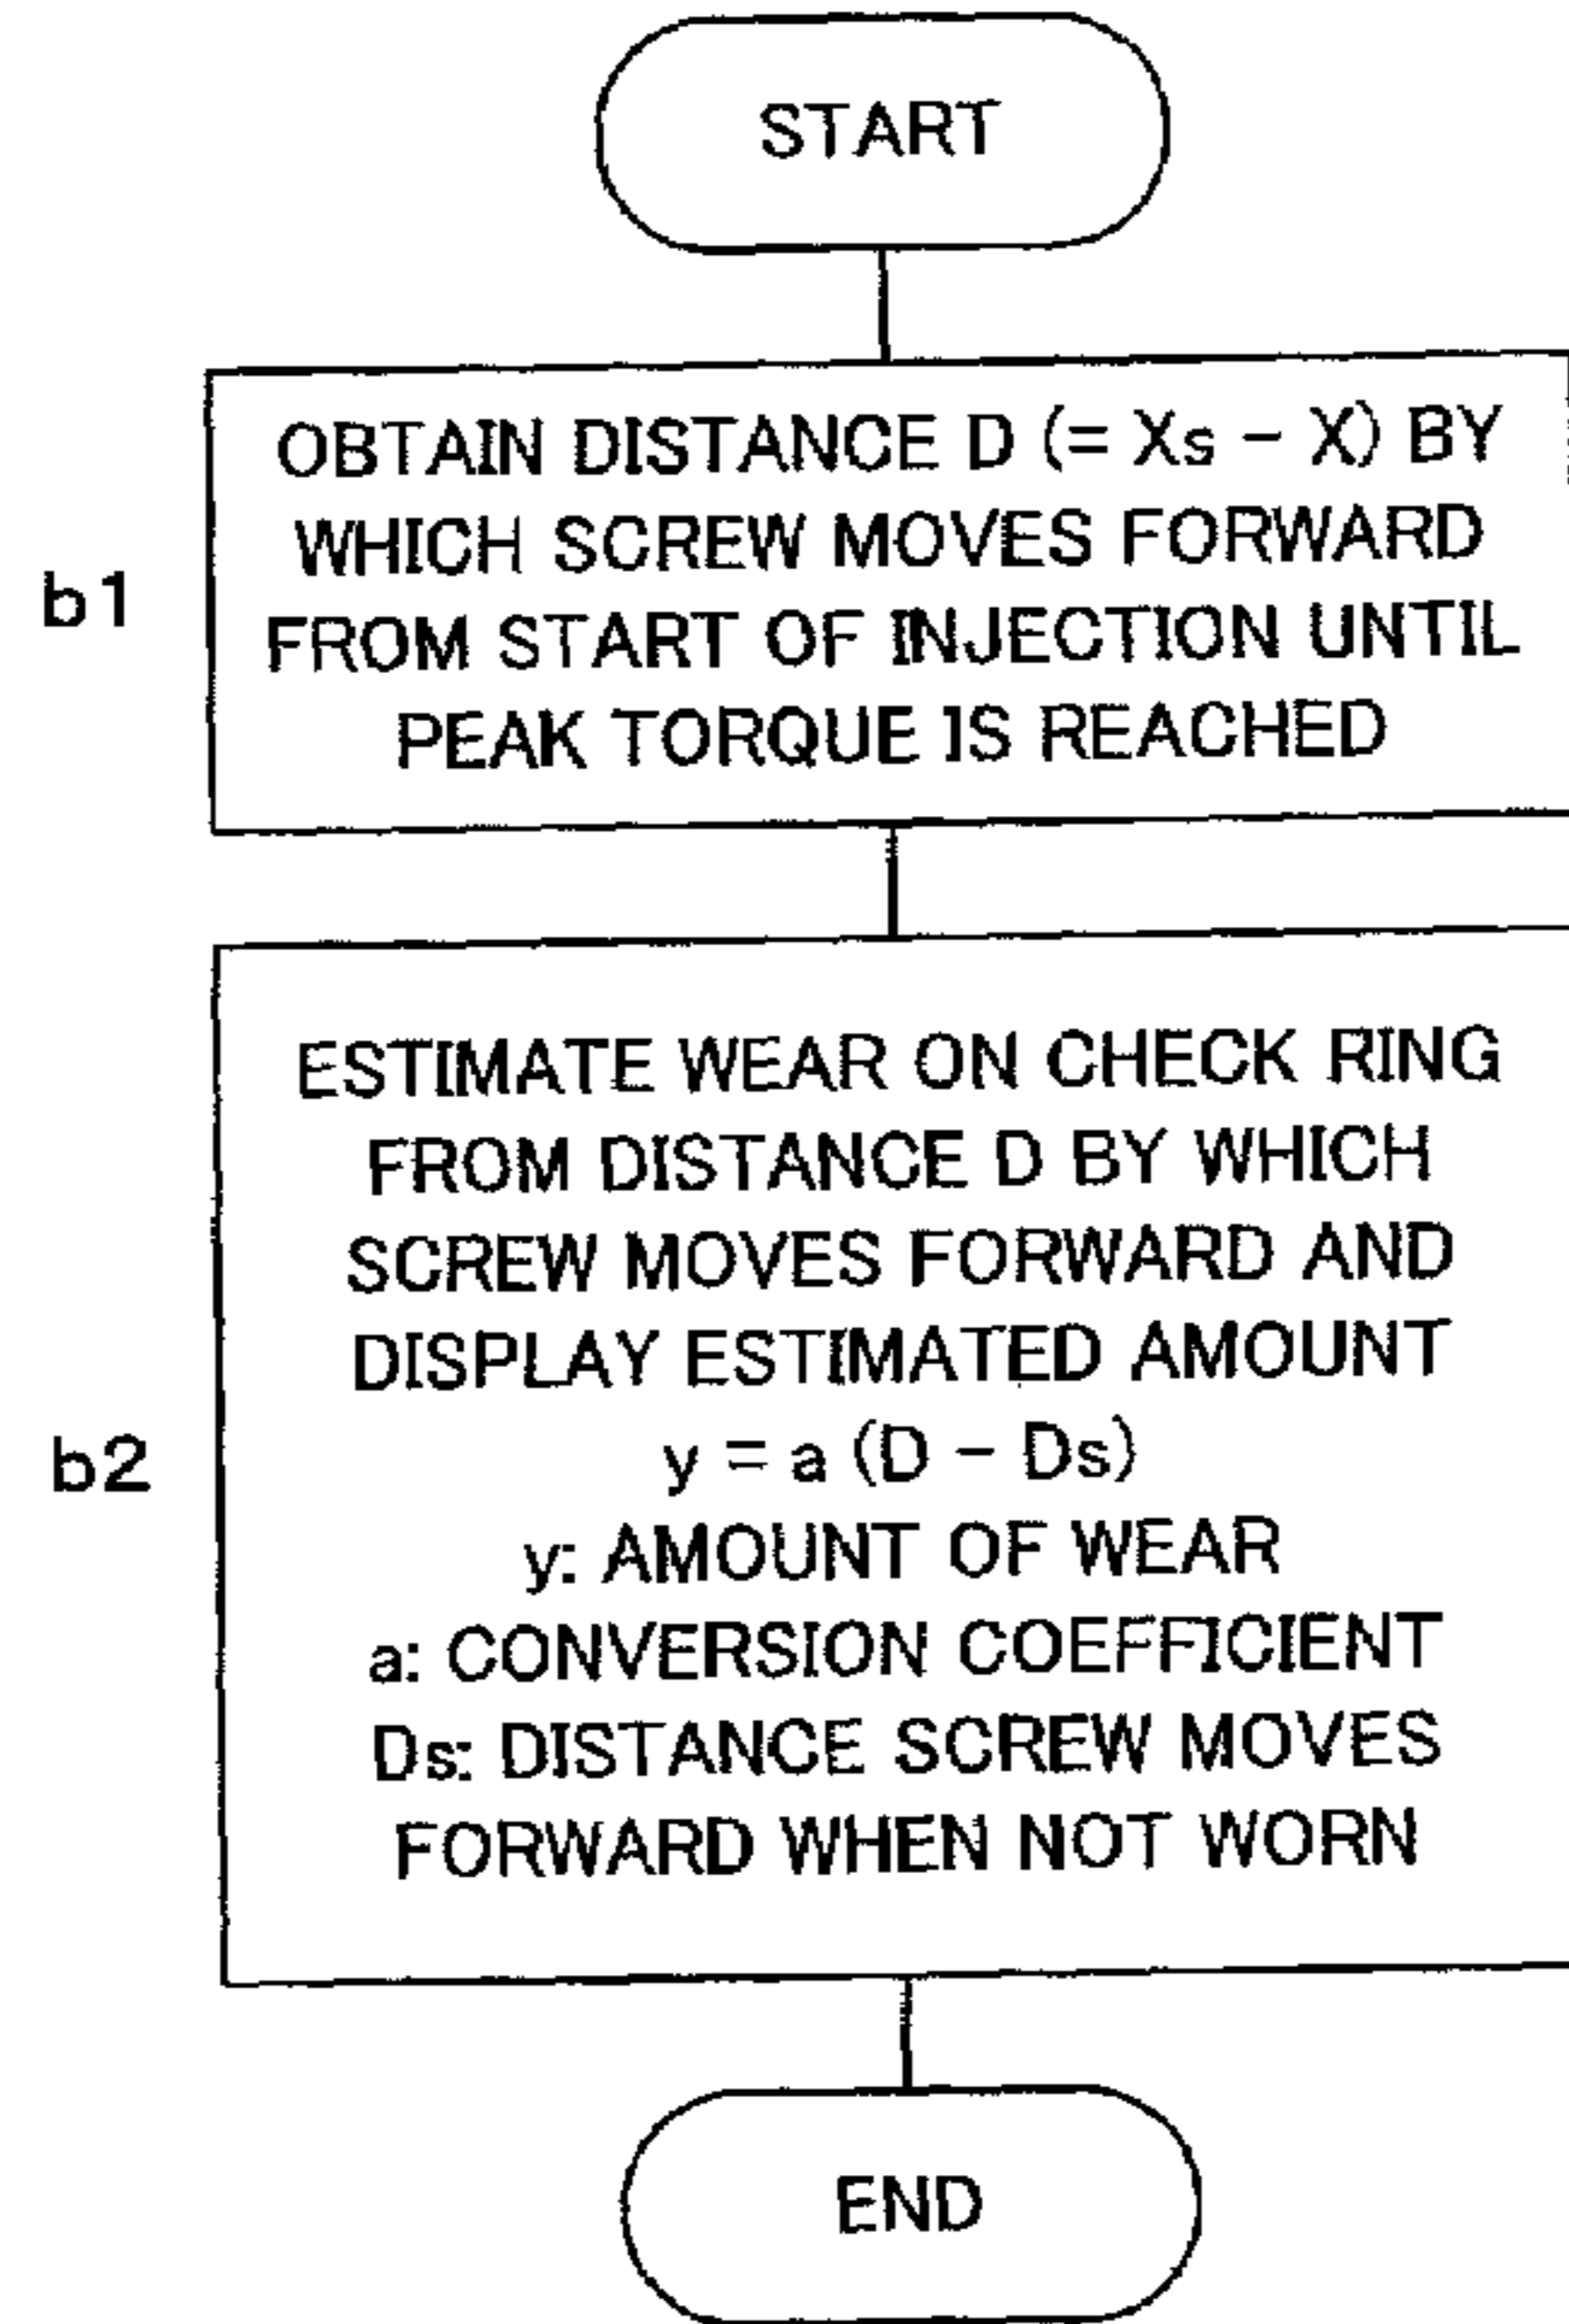 START
b1
OBTAIN DISTANCE D (= Xs - X) BY
WHICH SCREW MOVES FORWARD
FROM START OF INJECTION UNTIL
PEAK TORQUE IS REACHED
b2
ESTIMATE WEAR ON CHECK RING
FROM DISTANCE D BY WHICH
SCREW MOVES FORWARD AND
DISPLAY ESTIMATED AMOUNT
y = a (D - Ds)
y: AMOUNT OF WEAR
a: CONVERSION COEFFICIENT
Ds: DISTANCE SCREW MOVES
FORWARD WHEN NOT WORN
END